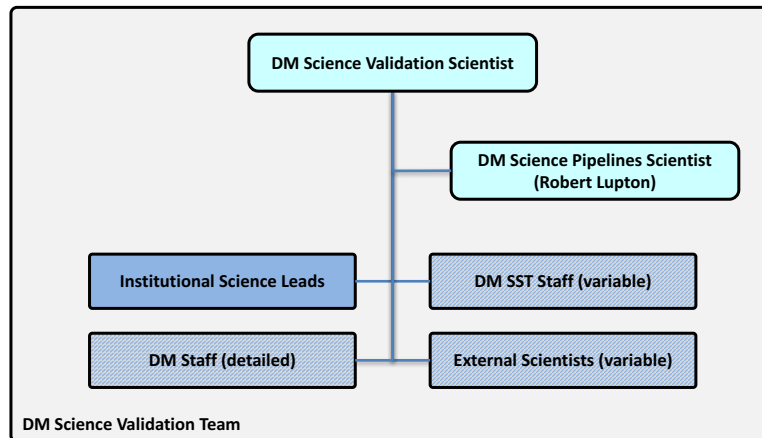 DM Science Validation Scientist
DM Science Pipelines Scientist
(Robert Lupton)
Institutional Science Leads
DM SST Staff (variable)
DM Staff (detailed)
External Scientists (variable)
DM Science Validation Team